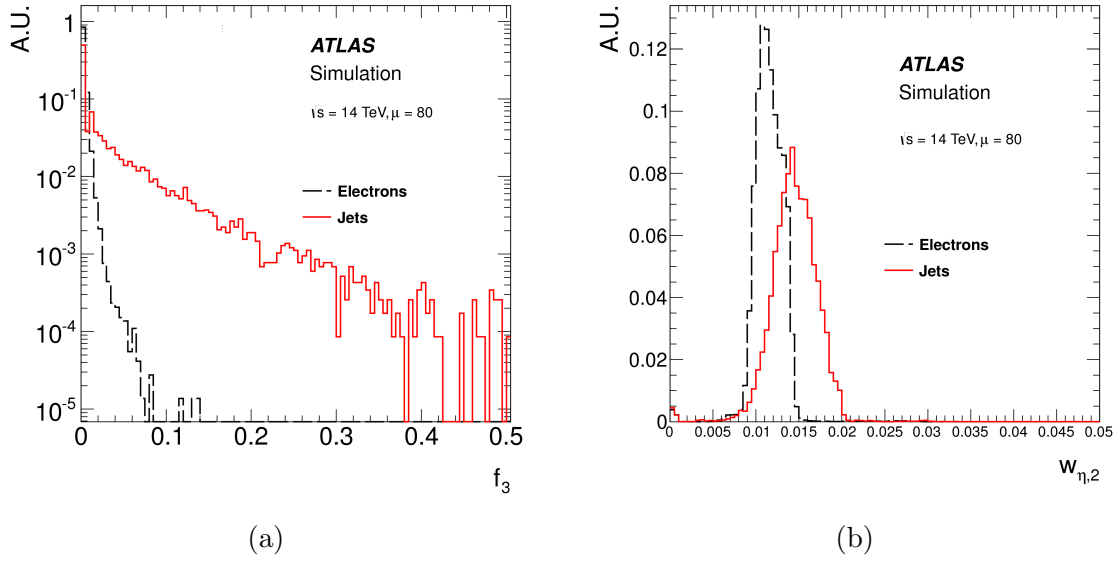 A.U.
1
10⁻¹
10⁻²
10⁻³
10⁻⁴
10⁻⁵
ATLAS
Simulation
√s = 14 TeV, μ = 80
Electrons
Jets
0 0.1 0.2 0.3 0.4 0.5
f₃
(a)
A.U.
0.12
0.1
0.08
0.06
0.04
0.02
0
ATLAS
Simulation
√s = 14 TeV, μ = 80
Electrons
Jets
0 0.005 0.01 0.015 0.02 0.025 0.03 0.035 0.04 0.045 0.05
w η,2
(b)